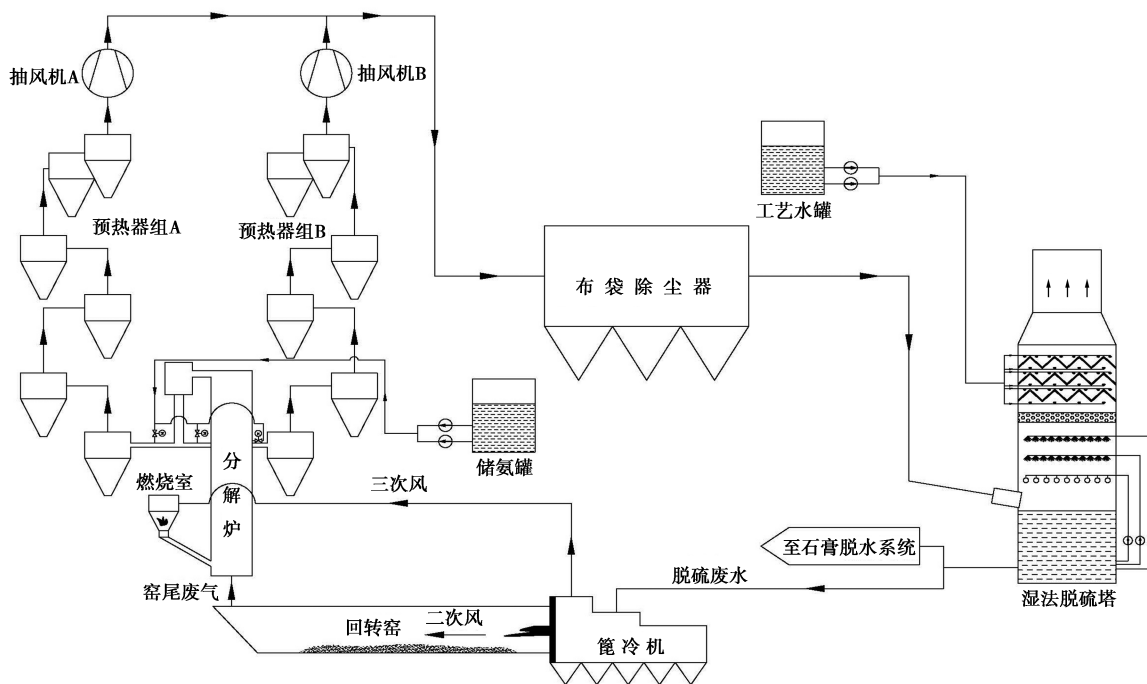 抽风机A
抽风机B
预热器组A
预热器组B
工艺水罐
布袋除尘器
储氨罐
燃烧室
分解炉
三次风
至石膏脱水系统
窑尾废气
脱硫废水
湿法脱硫塔
二次风
回转窑
篦冷机